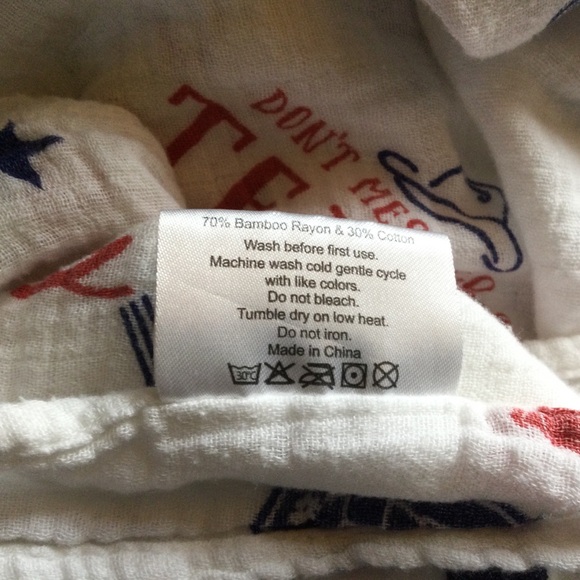 DON'T MES
TE
70% Bamboo Rayon & 30% Cotton
Wash before first use.
Machine wash cold gentle cycle
with like colors.
Do not bleach.
Tumble dry on low heat.
Do not iron.
Made in China
30°C